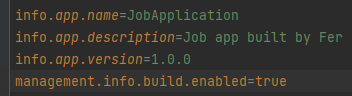 info.app.name=JobApplication
info.app.description=Job app built by Fer
info.app.version=1.0.0
management.info.build.enabled=true